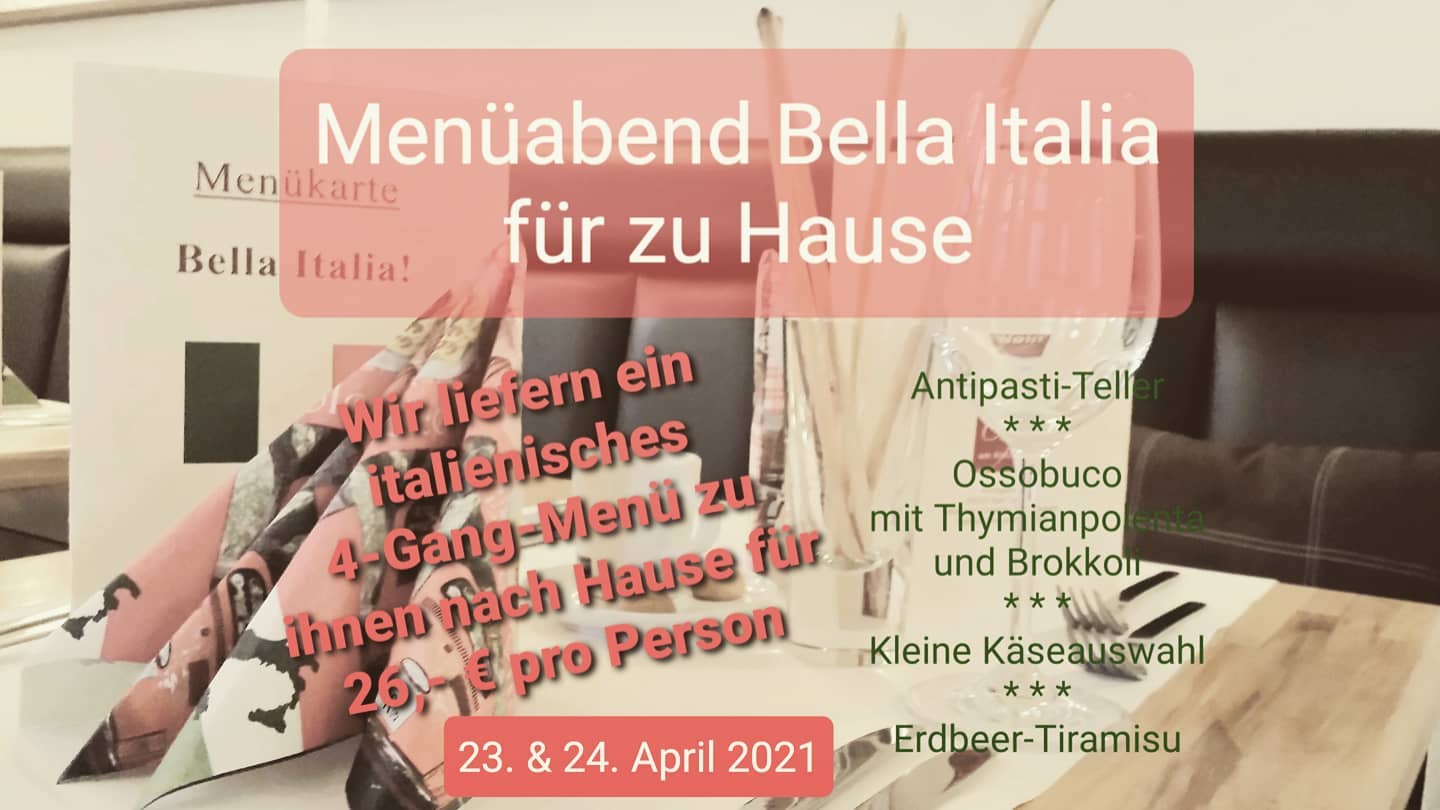 Menüabend Bella Italia
für zu Hause
Menükarte
Bella Italia!
Wir liefern ein
italienisches
4-Gang-Menü zu
ihnen nach Hause für
26,- € pro Person
23. & 24. April 2021
Antipasti-Teller
* * *
Ossobuco
mit Thymianpolenta
und Brokkoli
* * *
Kleine Käseauswahl
* * *
Erdbeer-Tiramisu